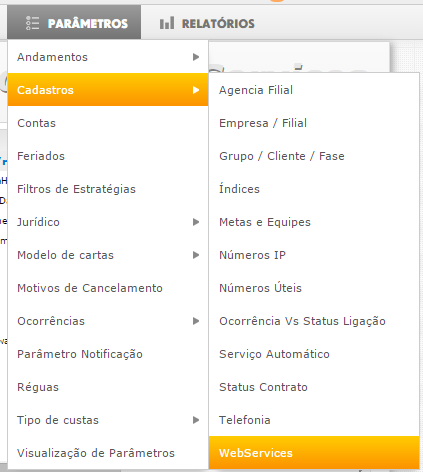 PARÂMETROS
RELATÓRIOS
Andamentos
Cadastros
Contas
Feriados
Filtros de Estratégias
Jurídico
Modelo de cartas
Motivos de Cancelamento
Ocorrências
Parâmetro Notificação
Réguas
Tipo de custas
Visualização de Parâmetros
Agencia Filial
Empresa / Filial
Grupo / Cliente / Fase
Índices
Metas e Equipes
Números IP
Números Úteis
Ocorrência Vs Status Ligação
Serviço Automático
Status Contrato
Telefonia
WebServices